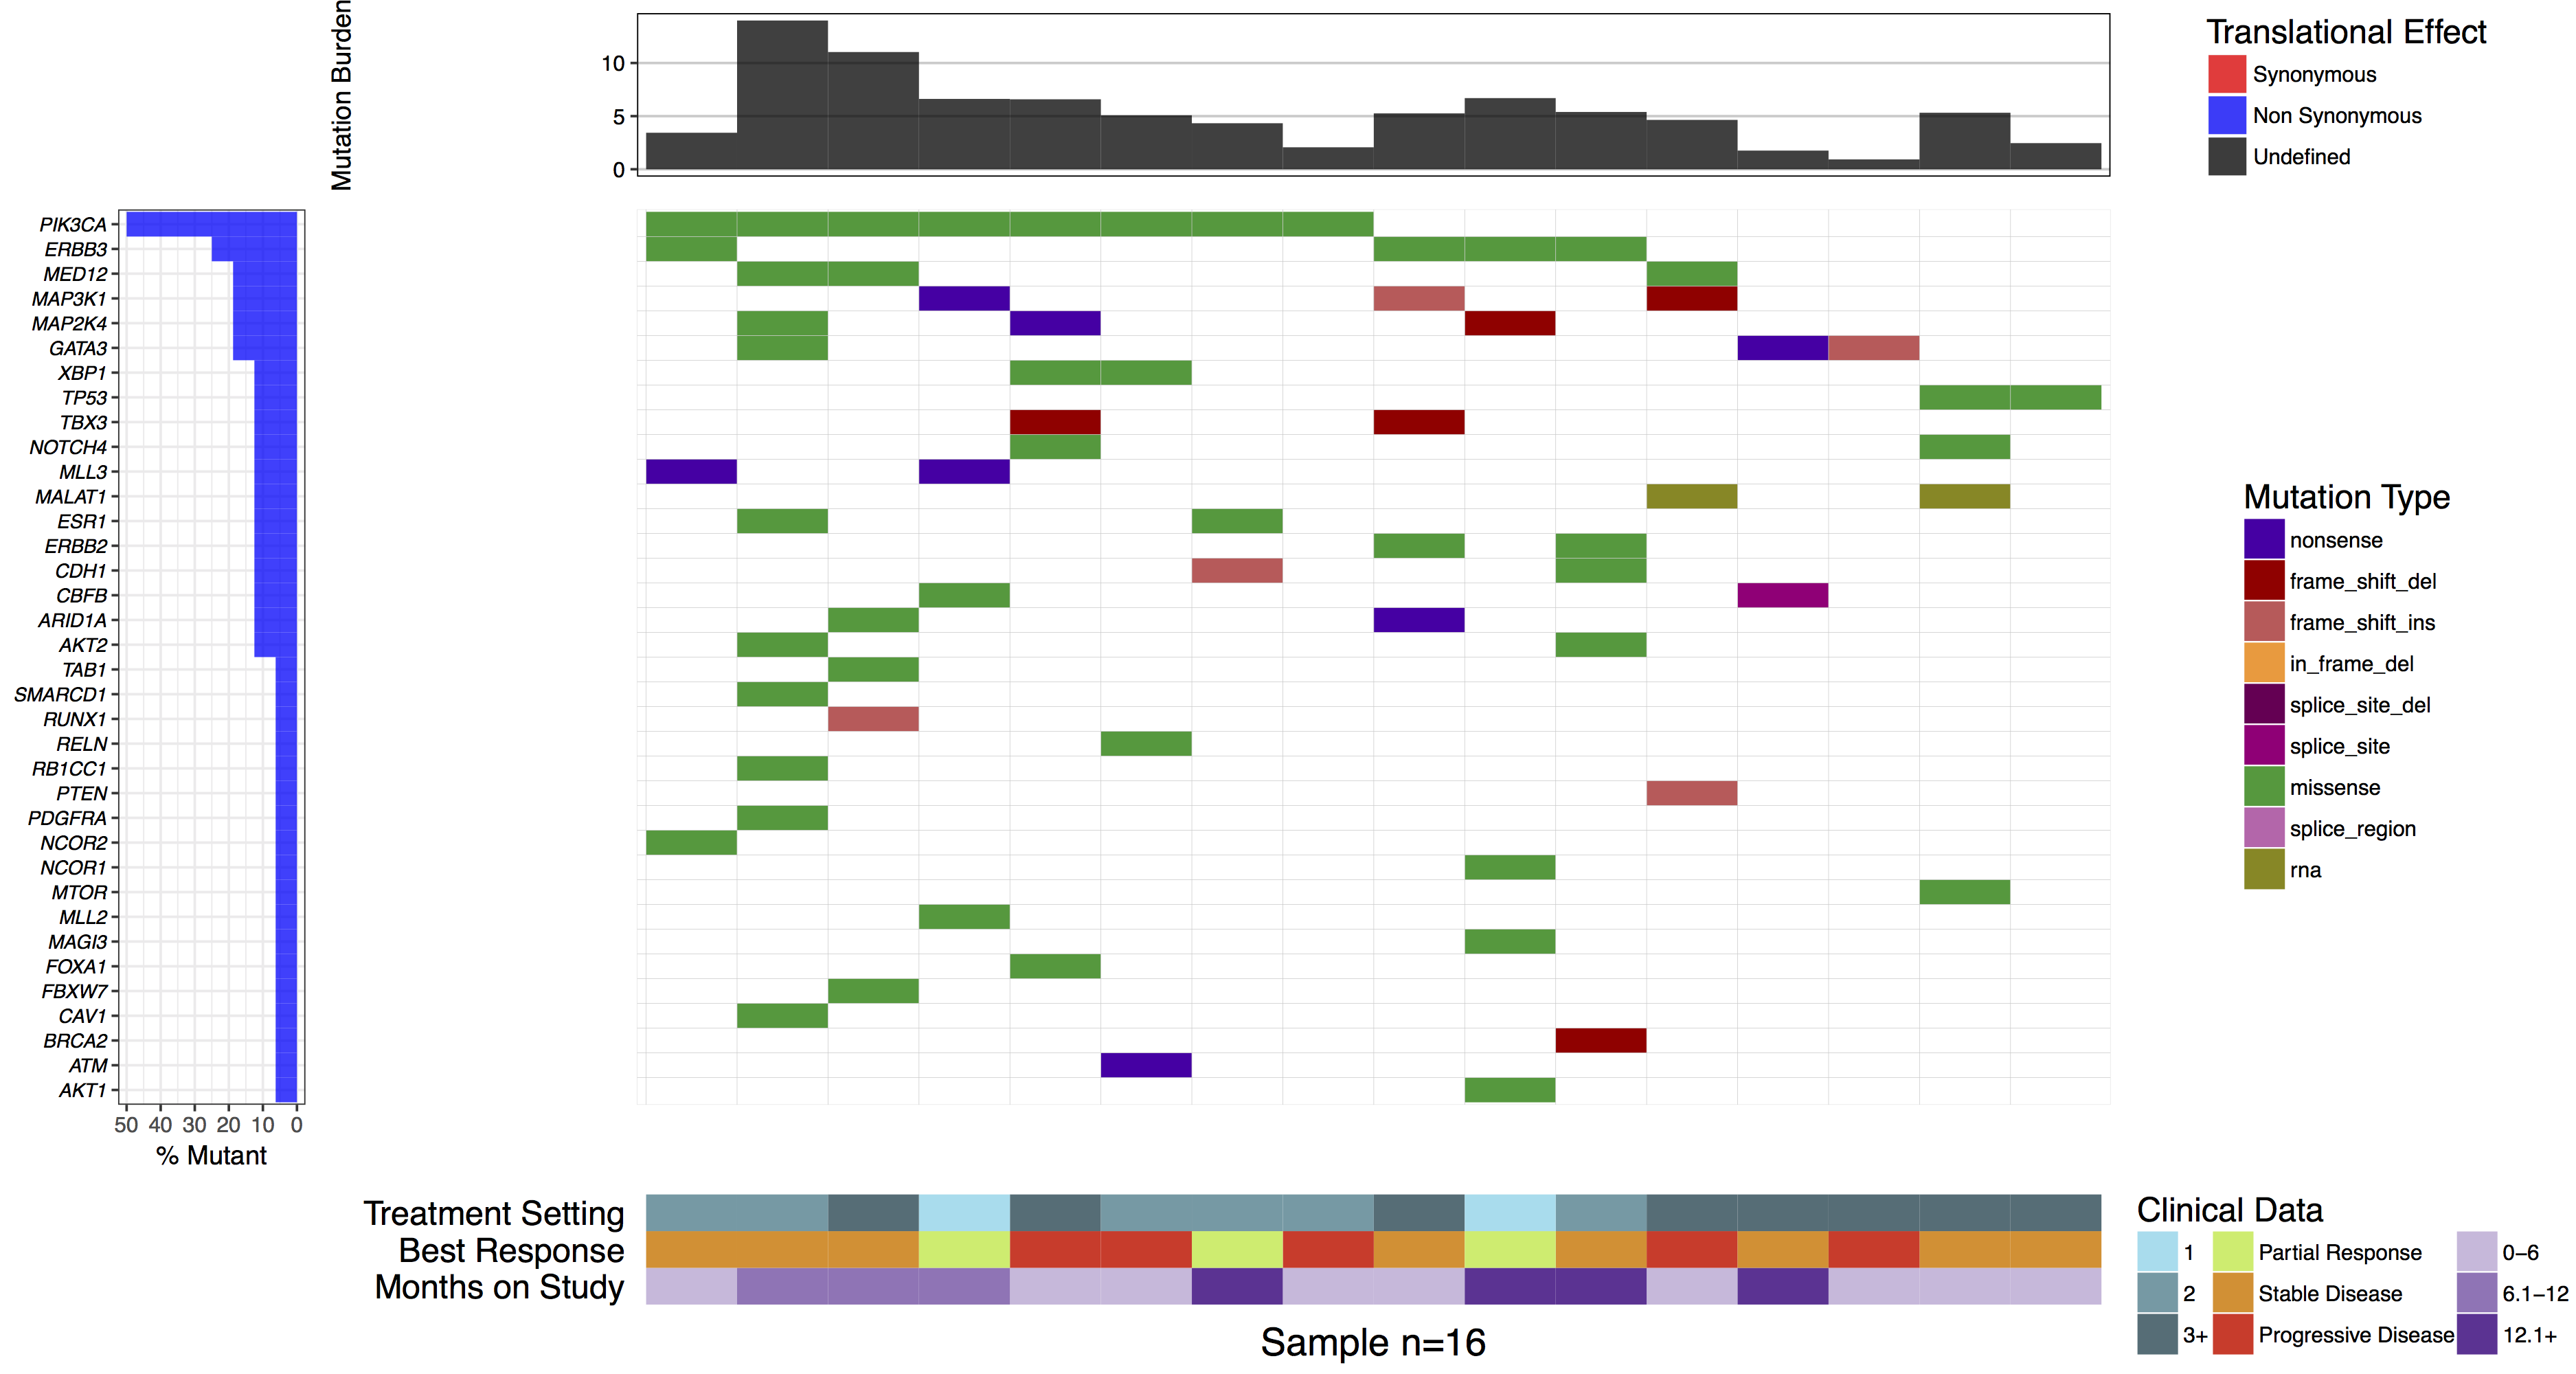 Mutation Burden
10
5
0
Translational Effect
Synonymous
Non Synonymous
Undefined
PIK3CA
ERBB3
MED12
MAP3K1
MAP2K4
GATA3
XBP1
TP53
TBX3
NOTCH4
MLL3
MALAT1
ESR1
ERBB2
CDH1
CBFB
ARID1A
AKT2
TAB1
SMARCD1
RUNX1
RELN
RB1CC1
PTEN
PDGFRA
NCOR2
NCOR1
MTOR
MLL2
MAGI3
FOXA1
FBXW7
CAV1
BRCA2
ATM
AKT1
50 40 30 20 10 0
% Mutant
Mutation Type
nonsense
frame_shift_del
frame_shift_ins
in_frame_del
splice_site_del
splice_site
missense
splice_region
rna
Treatment Setting
Best Response
Months on Study
Sample n=16
Clinical Data
1 Partial Response 0−6
2 Stable Disease 6.1−12
3+ Progressive Disease 12.1+